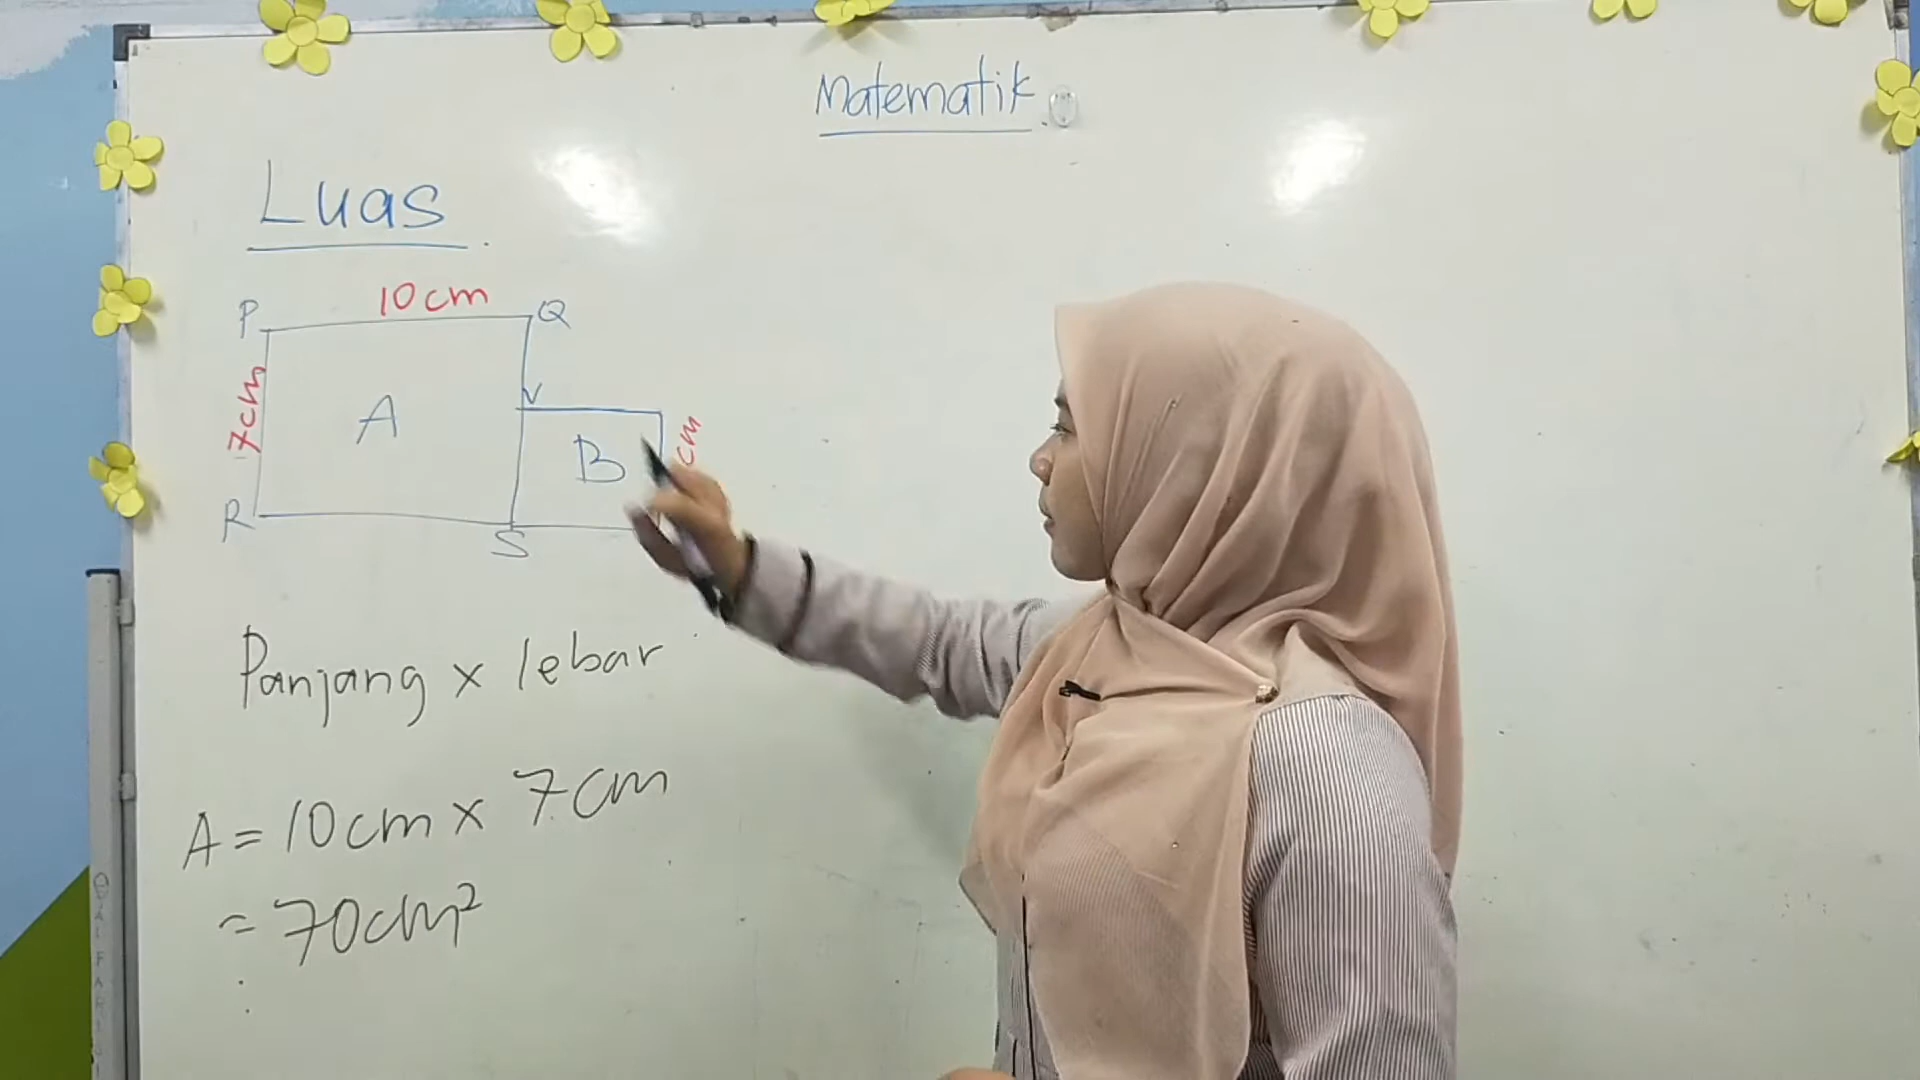 Matematik
Luas
10cm
P
Q
7cm
A
V
B
cm
R
S
Panjang x lebar
A = 10cm x 7cm
= 70cm²